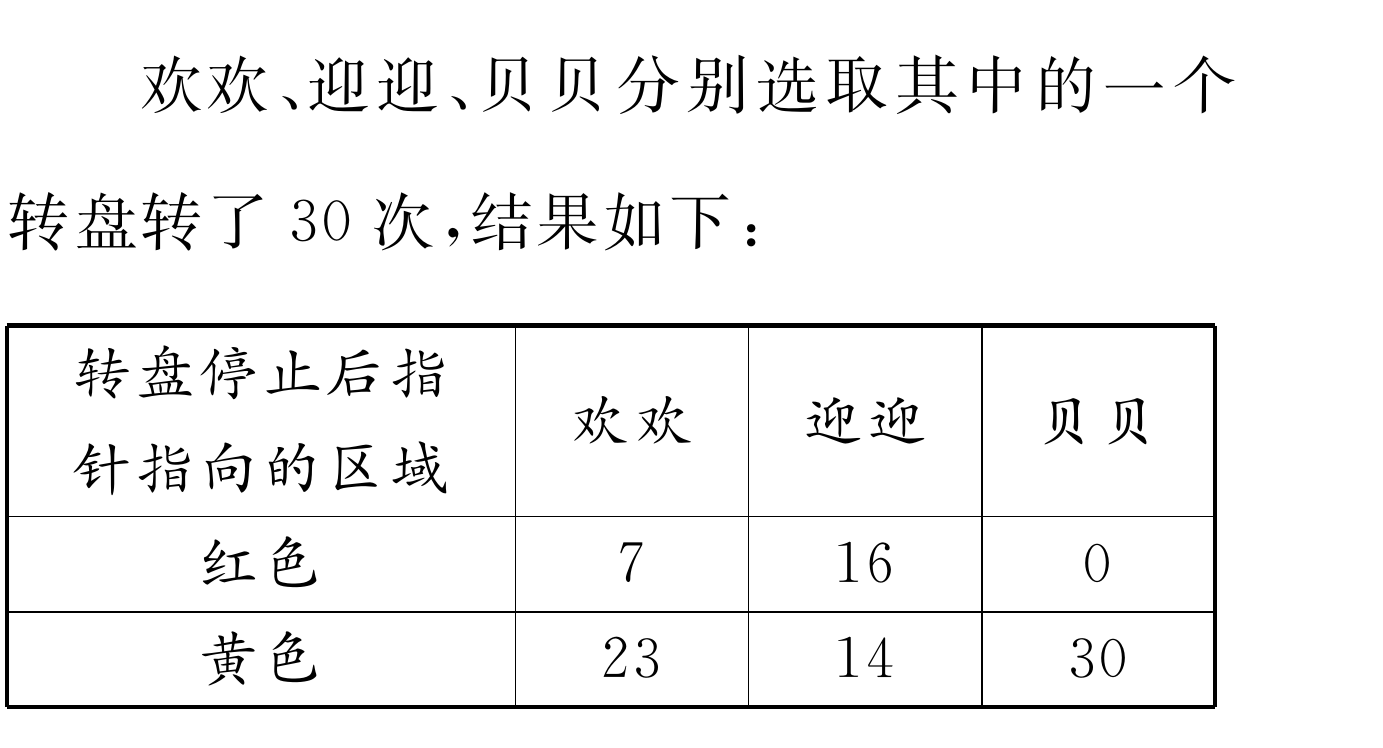 欢欢、迎迎、贝贝分别选取其中的一个
转盘转了 30 次,结果如下:
转盘停止后指
针指向的区域 欢欢 迎迎 贝贝
红色 7 16 0
黄色 23 14 30